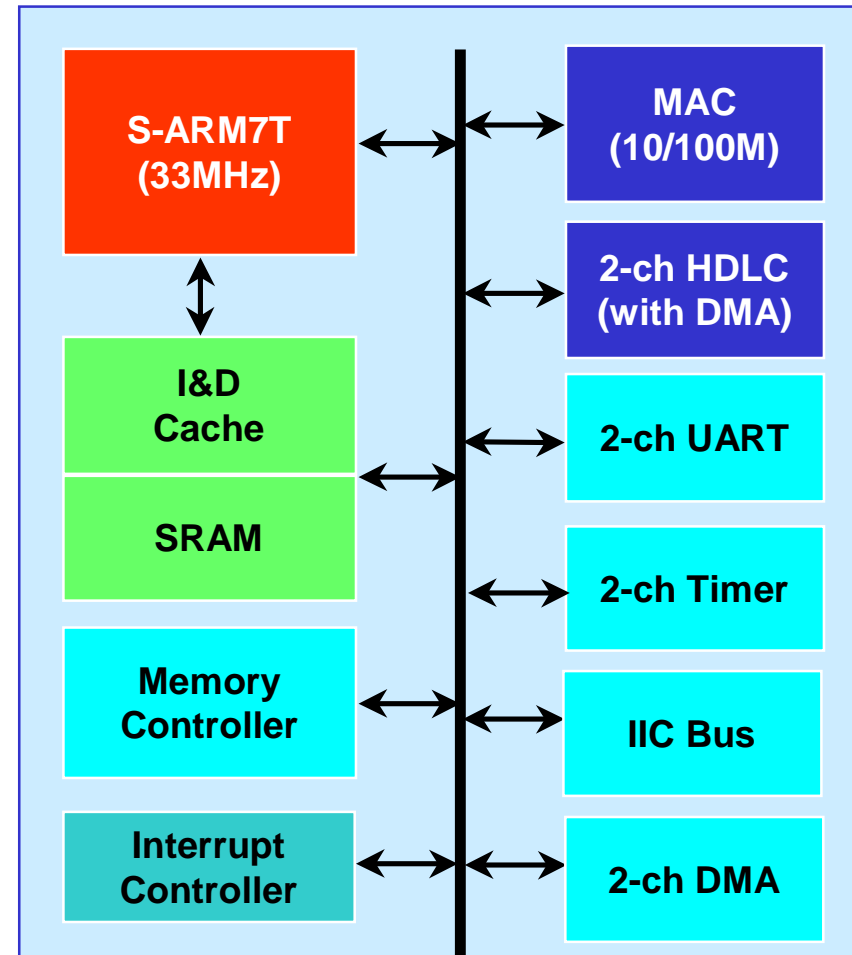 S-ARM7T
(33MHz)
I&D
Cache
SRAM
Memory
Controller
Interrupt
Controller
MAC
(10/100M)
2-ch HDLC
(with DMA)
2-ch UART
2-ch Timer
IIC Bus
2-ch DMA